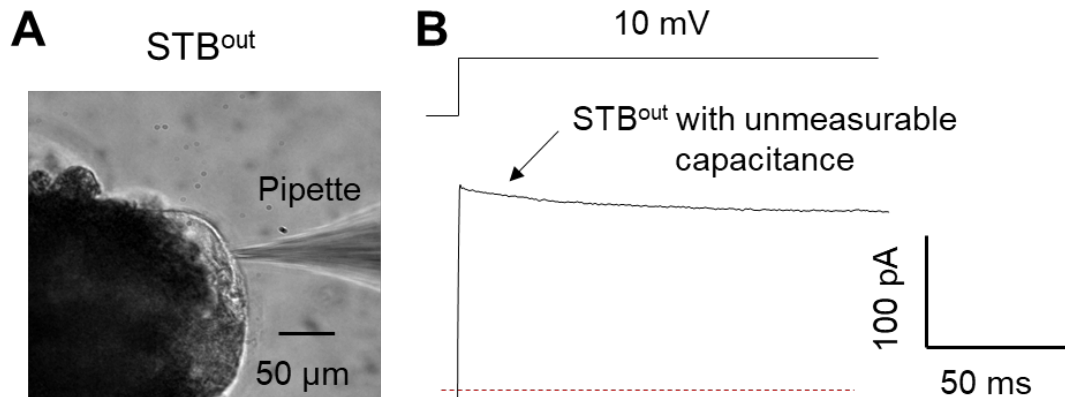 A
STBᵒᵘᵗ
Pipette
50 μm
B
10 mV
STBᵒᵘᵗ with unmeasurable
capacitance
100 pA
50 ms